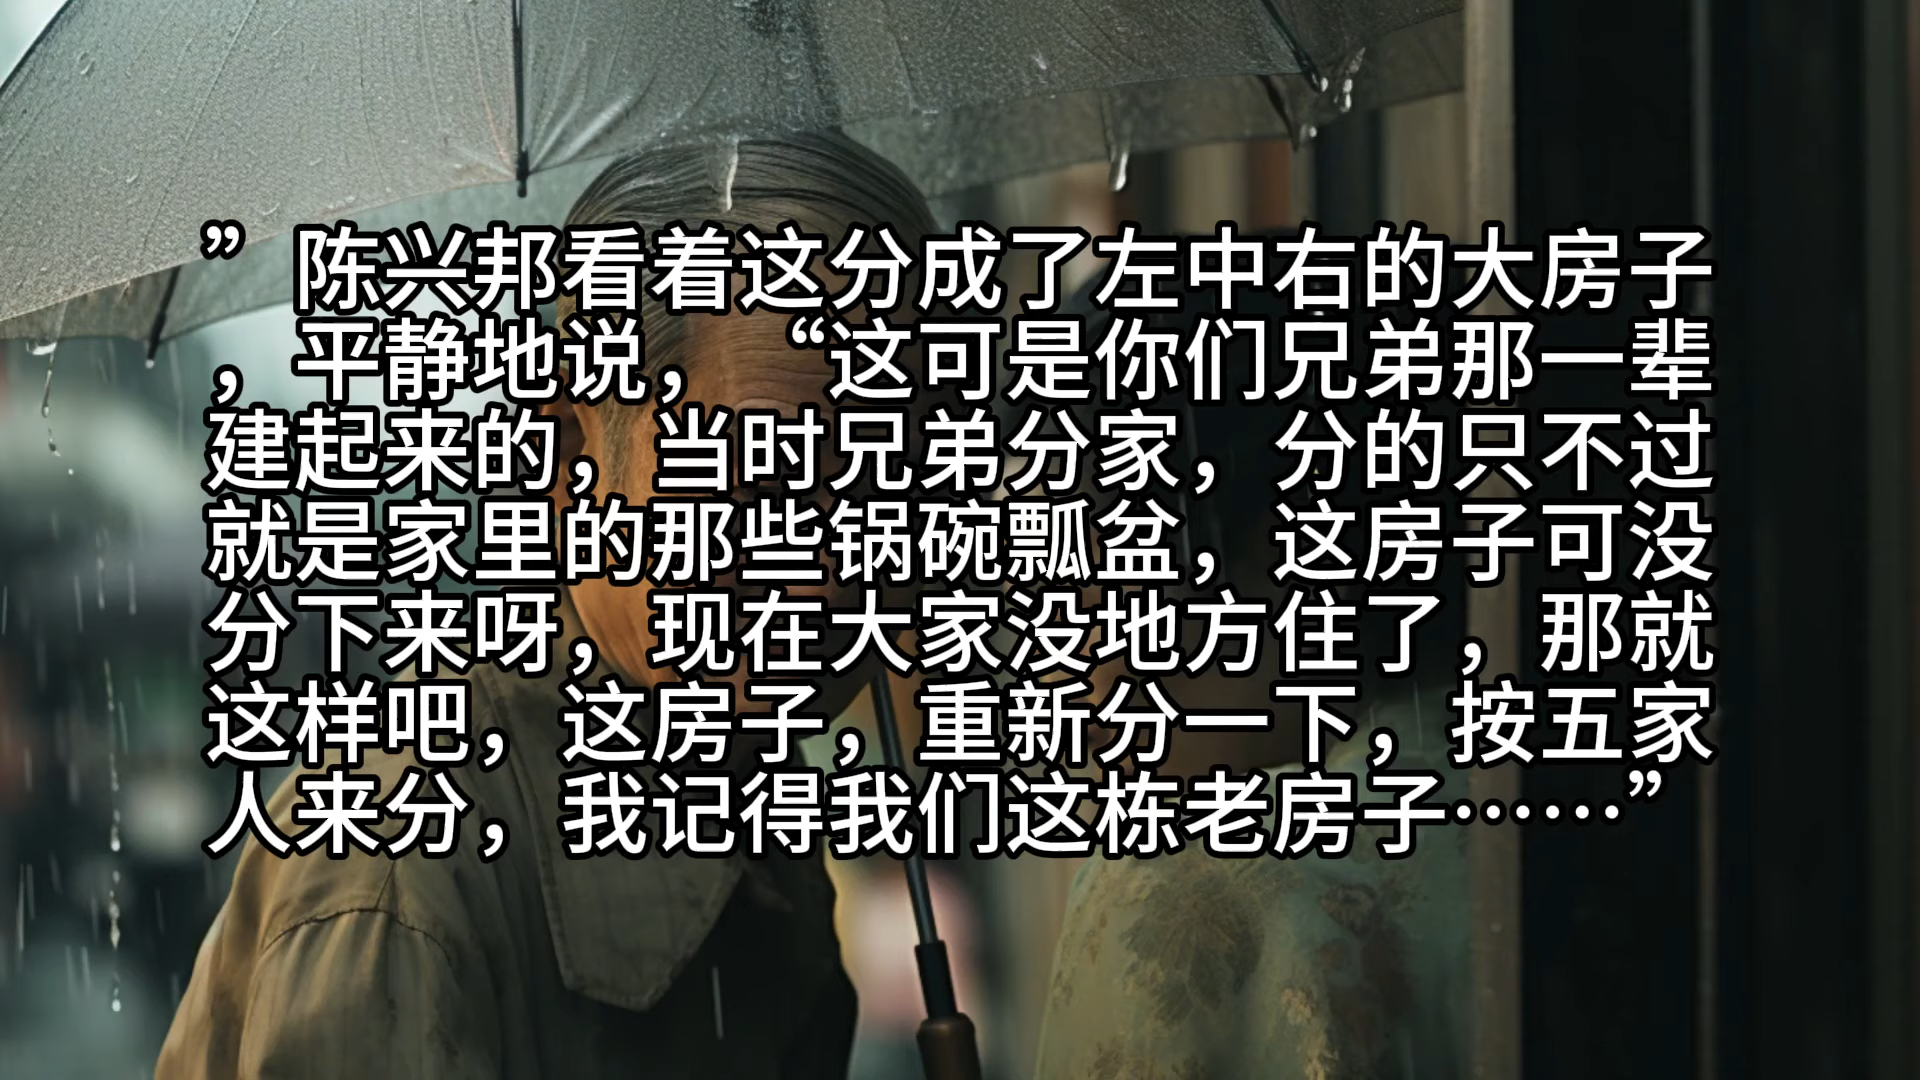 ” 陈兴邦看着这分成了左中右的大房子
，平静地说，“这可是你们兄弟那一辈
建起来的，当时兄弟分家，分的只不过
就是家里的那些锅碗瓢盆，这房子可没
分下来呀，现在大家没地方住了，那就
这样吧，这房子，重新分一下，按五家
人来分，我记得我们这栋老房子……”